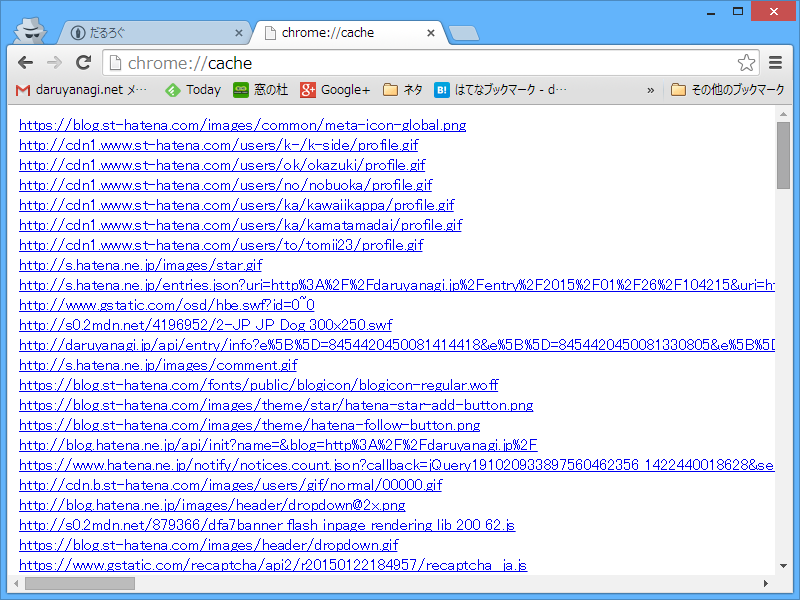 だるろぐ
chrome://cache
chrome://cache
daruyanagi.net メ…
Today
窓の杜
Google+
ネタ
はてなブックマーク - d…
»
その他のブックマーク
https://blog.st-hatena.com/images/common/meta-icon-global.png
http://cdn1.www.st-hatena.com/users/k-/k-side/profile.gif
http://cdn1.www.st-hatena.com/users/ok/okazuki/profile.gif
http://cdn1.www.st-hatena.com/users/no/nobuoka/profile.gif
http://cdn1.www.st-hatena.com/users/ka/kawaiikappa/profile.gif
http://cdn1.www.st-hatena.com/users/ka/kamatamadai/profile.gif
http://cdn1.www.st-hatena.com/users/to/tomii23/profile.gif
http://s.hatena.ne.jp/images/star.gif
http://s.hatena.ne.jp/entries.json?uri=http%3A%2F%2Fdaruyanagi.jp%2Fentry%2F2015%2F01%2F26%2F104215&uri=ht
http://www.gstatic.com/osd/hbe.swf?id=0~0
http://s0.2mdn.net/4196952/2-JP_JP_Dog_300x250.swf
http://daruyanagi.jp/api/entry/info?e%5B%5D=8454420450081414418&e%5B%5D=8454420450081330805&e%5B%5D
http://s.hatena.ne.jp/images/comment.gif
https://blog.st-hatena.com/fonts/public/blogicon/blogicon-regular.woff
https://blog.st-hatena.com/images/theme/star/hatena-star-add-button.png
https://blog.st-hatena.com/images/theme/hatena-follow-button.png
http://blog.hatena.ne.jp/api/init?name=&blog=http%3A%2F%2Fdaruyanagi.jp%2F
https://www.hatena.ne.jp/notify/notices.count.json?callback=jQuery191020933897560462356_1422440018628&se
http://cdn.b.st-hatena.com/images/users/gif/normal/00000.gif
http://blog.hatena.ne.jp/images/header/dropdown@2x.png
http://s0.2mdn.net/879366/dfa7banner_flash_inpage_rendering_lib_200_62.js
https://blog.st-hatena.com/images/header/dropdown.gif
https://www.gstatic.com/recaptcha/api2/r20150122184957/recaptcha__ja.js